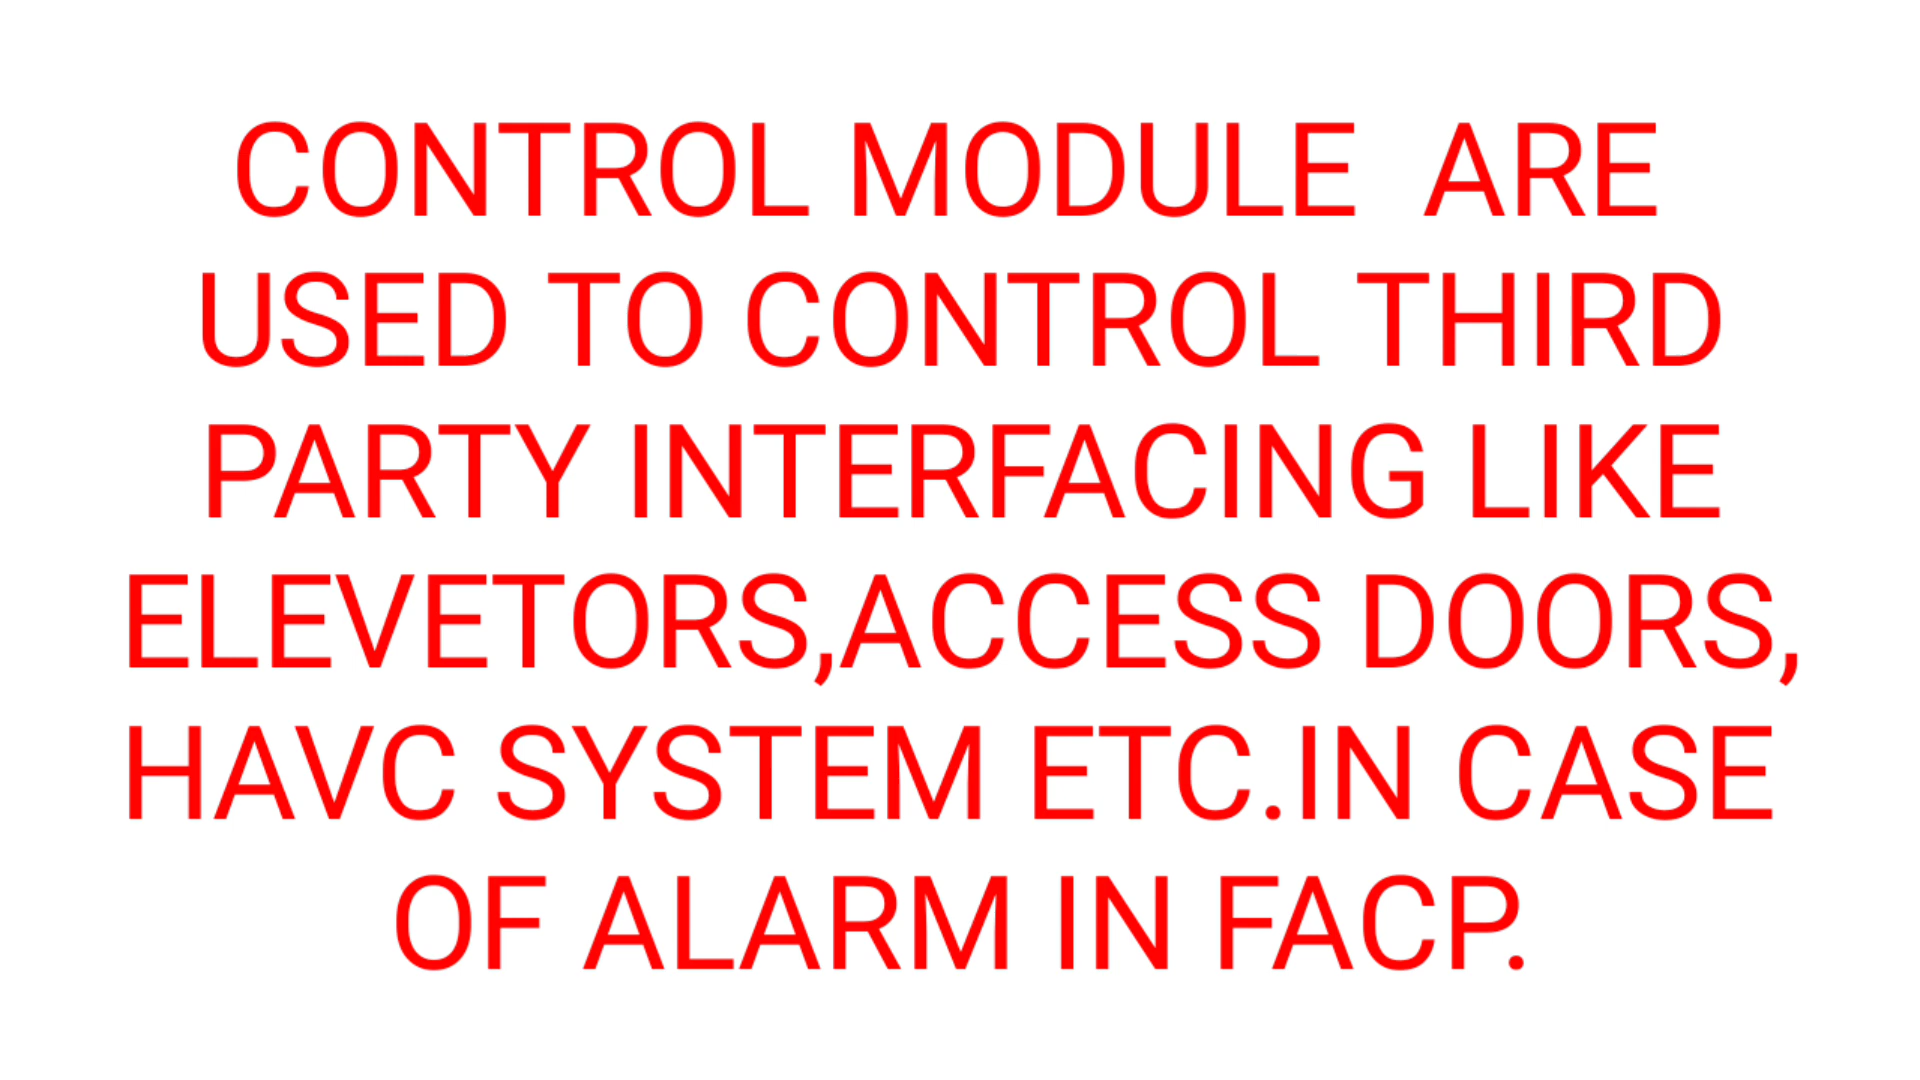 CONTROL MODULE  ARE
USED TO CONTROL THIRD
PARTY INTERFACING LIKE
ELEVETORS,ACCESS DOORS,
HAVC SYSTEM ETC.IN CASE
OF ALARM IN FACP.